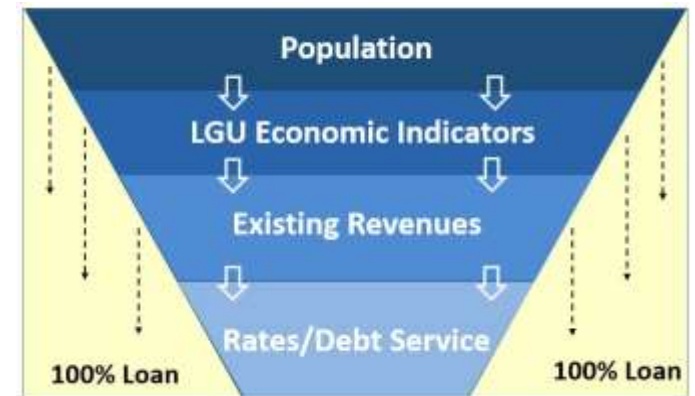 Population
LGU Economic Indicators
Existing Revenues
Rates/Debt Service
100% Loan
100% Loan